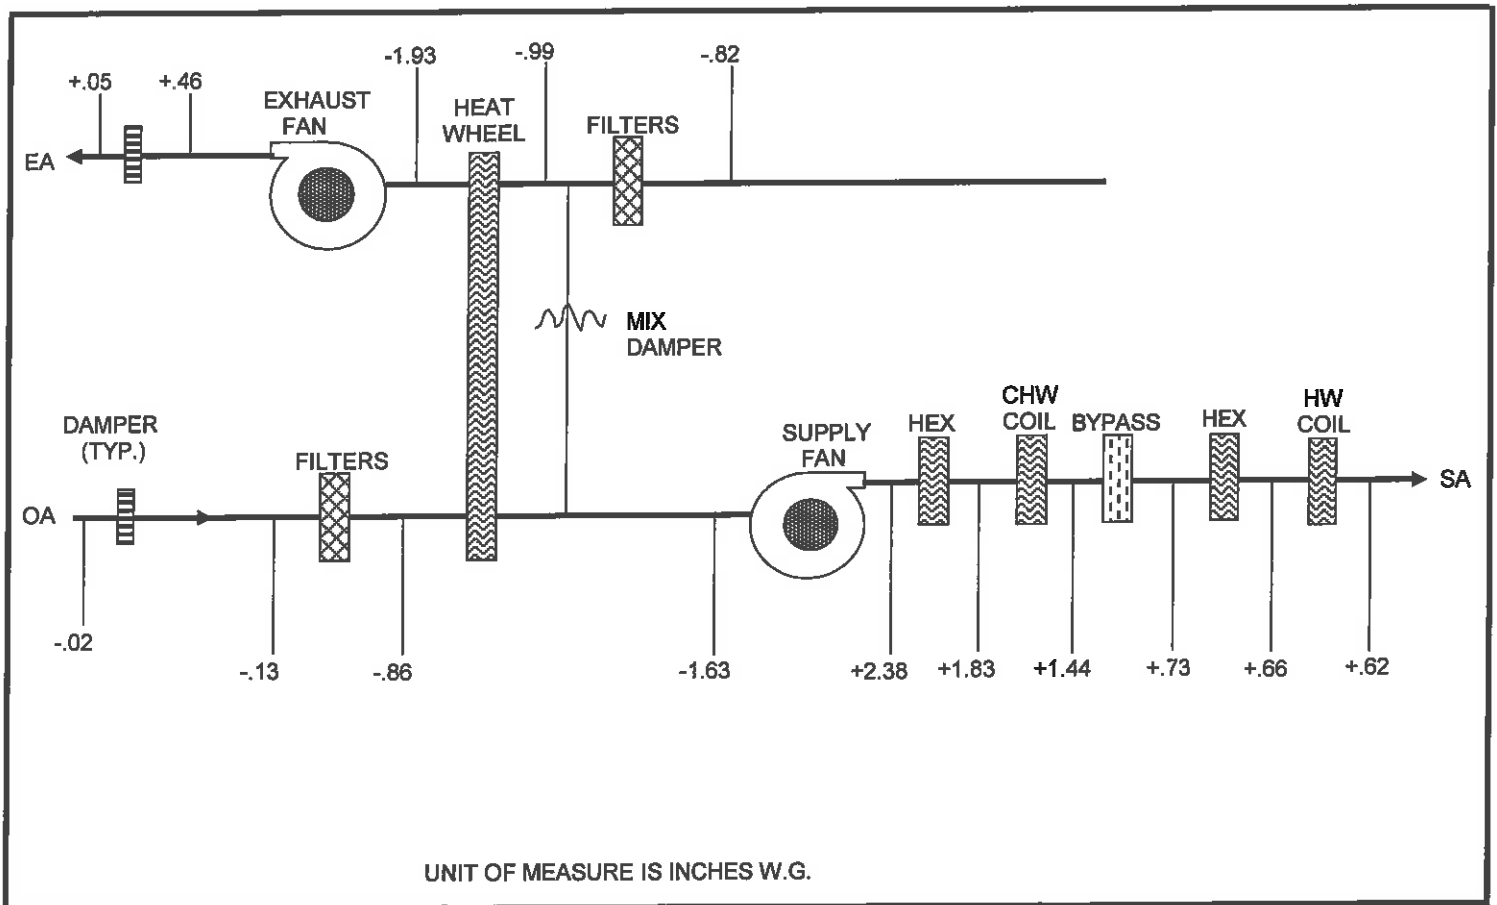 -1.93
-.99
-.82
+.05
+.46
EXHAUST
FAN
HEAT
WHEEL
FILTERS
EA
MIX
DAMPER
DAMPER
(TYP.)
FILTERS
SUPPLY
FAN
HEX
CHW
COIL
BYPASS
HEX
HW
COIL
OA
SA
-.02
-.13
-.86
-1.63
+2.38
+1.83
+1.44
+.73
+.66
+.62
UNIT OF MEASURE IS INCHES W.G.